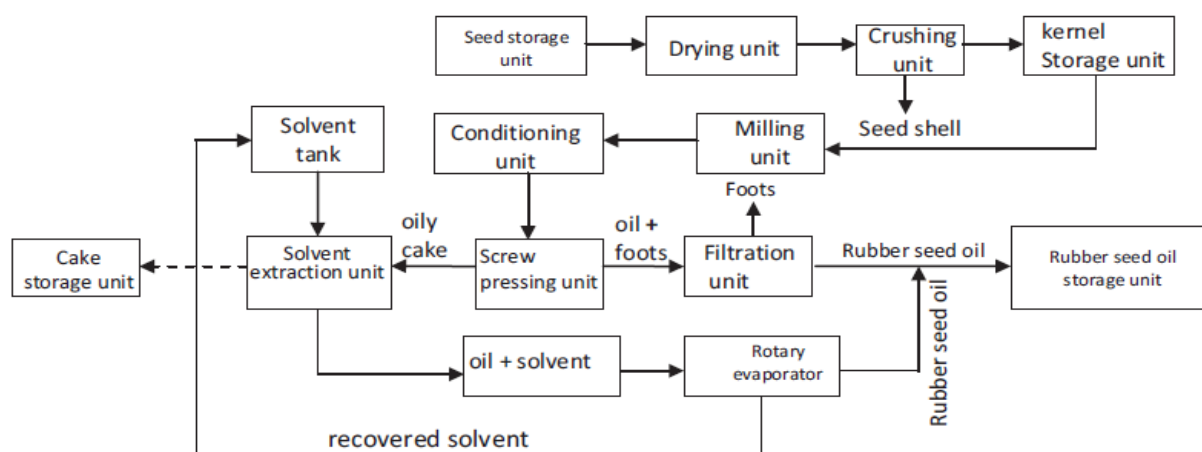 Seed storage
unit
Drying unit
Crushing
unit
kernel
Storage unit
Seed shell
Solvent
tank
Conditioning
unit
Milling
unit
Foots
oily
cake
oil +
foots
Cake
storage unit
Solvent
extraction unit
Screw
pressing unit
Filtration
unit
Rubber seed oil
Rubber seed oil
storage unit
oil + solvent
Rotary
evaporator
Rubber seed oil
recovered solvent